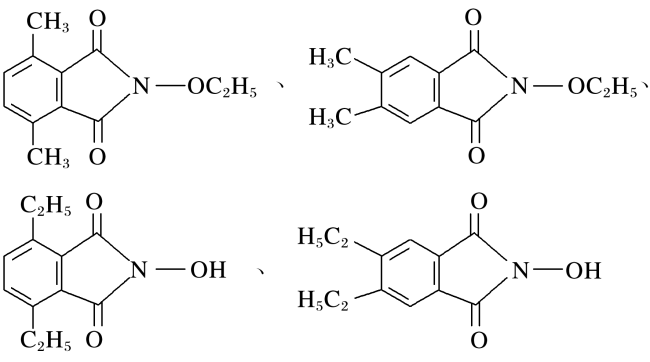 CH₃ O O
H₃C
N—OC₂H₅ 、 N—OC₂H₅、
H₃C
CH₃ O O
C₂H₅ O O
H₅C₂
N—OH 、 N—OH
H₅C₂
C₂H₅ O O